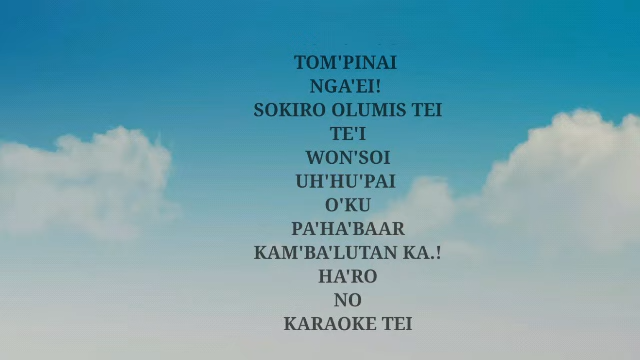 TOM'PINAI
NGA'EI!
SOKIRO OLUMIS TEI
TE'I
WON'SOI
UH'HU'PAI
O'KU
PA'HA'BAAR
KAM'BA'LUTAN KA.!
HA'RO
NO
KARAOKE TEI